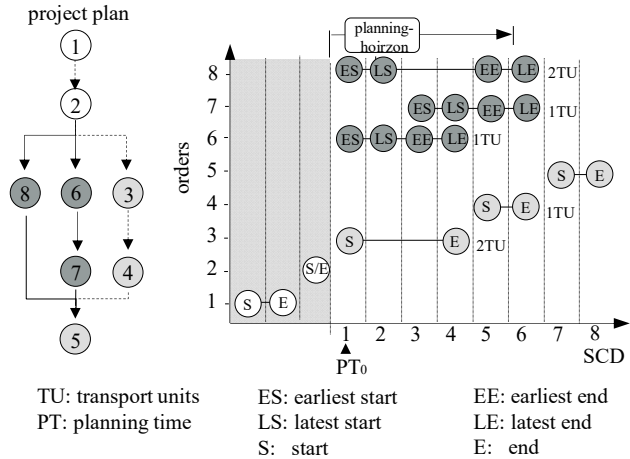 project plan
1
2
8 6 3
7 4
5
planning-
hoirzon
orders
8 ES LS EE LE 2TU
7 ES LS EE LE 1TU
6 ES LS EE LE 1TU
5 S E
4 S E 1TU
3 S E 2TU
2 S/E
1 S E
1 2 3 4 5 6 7 8
SCD
PT0
TU: transport units
PT: planning time
ES: earliest start
LS: latest start
S: start
EE: earliest end
LE: latest end
E: end